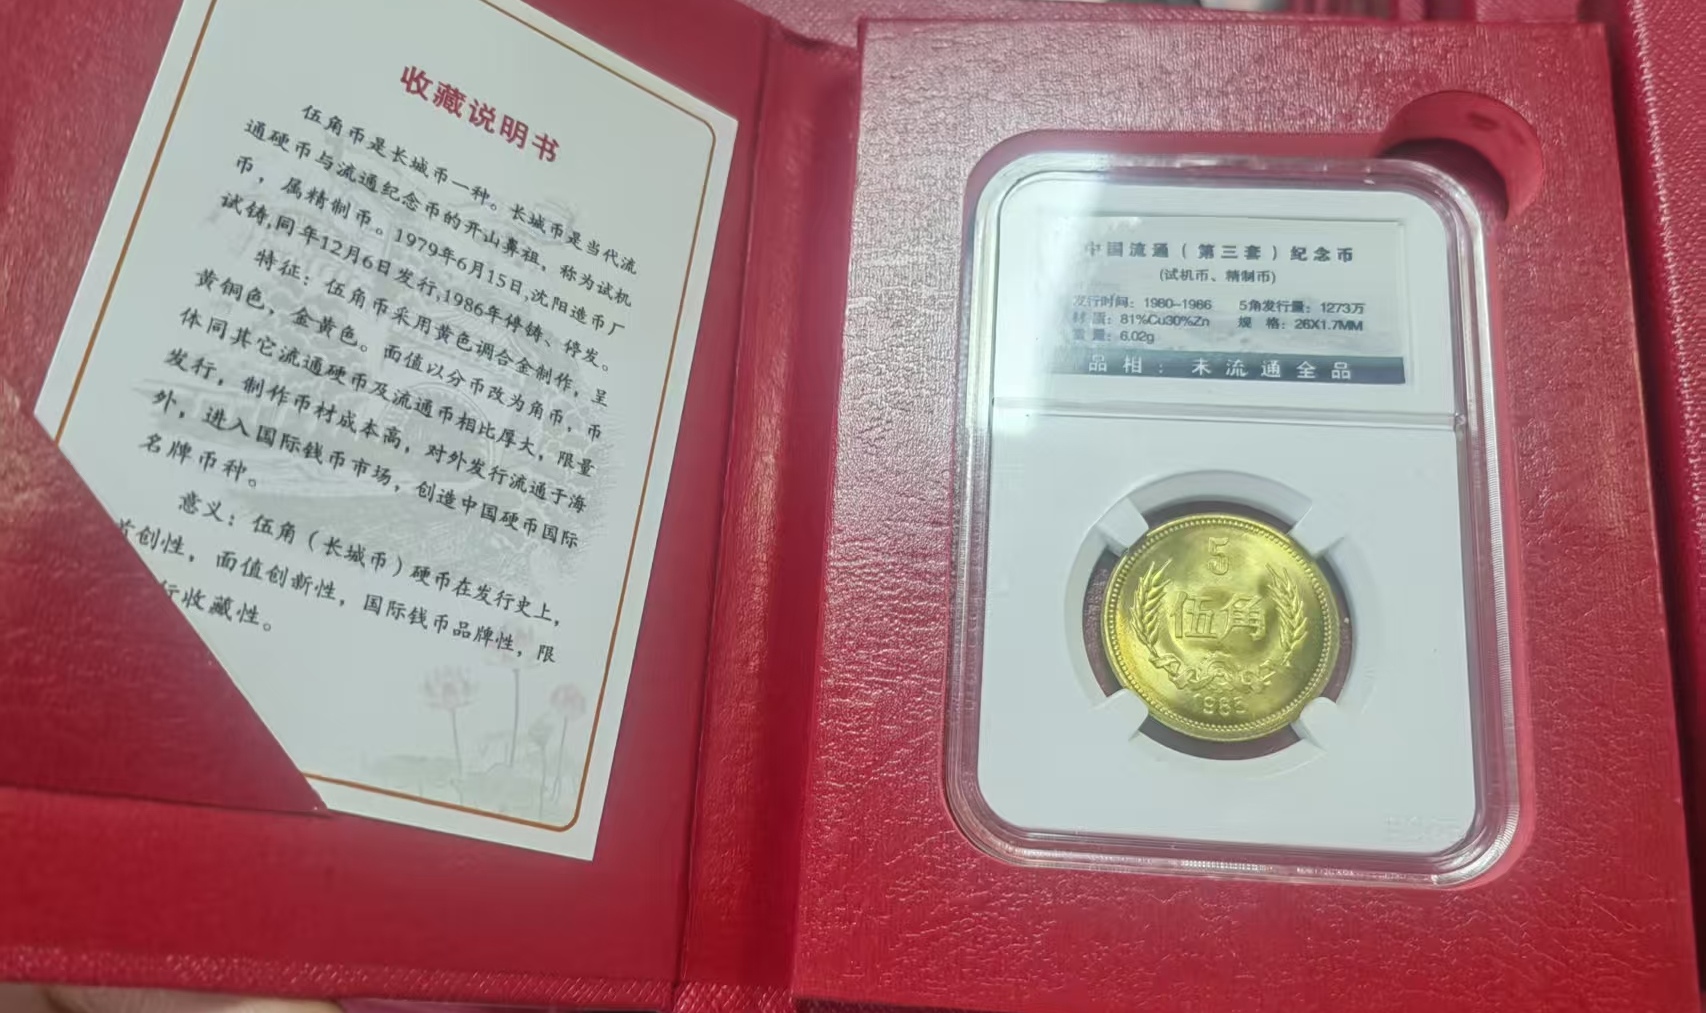 收藏说明书
伍角币是长城币一种。长城币是当代流
通硬币与流通纪念币的开山鼻祖，称为试机
币，属精制币。1979年6月15日,沈阳造币厂
试铸,同年12月6日发行,1986年停铸、停发。
特征：伍角币采用黄色调合金制作，呈
黄铜色，金黄色。面值以分币改为角币，币
体同其它流通硬币及流通币相比厚大，限量
发行，制作币材成本高，对外发行流通于海
外，进入国际钱币市场，创造中国硬币国际
名牌币种。
意义：伍角（长城币）硬币在发行史上，
首创性，面值创新性，国际钱币品牌性，限
行收藏性。
中国流通（第三套）纪念币
(试机币、精制币)
发行时间：1980—1986 5角发行量：1273万
材 质：81%Cu30%Zn 规 格：26X1.7MM
重 量：6.02g
品相：未流通全品
5
伍角
1985